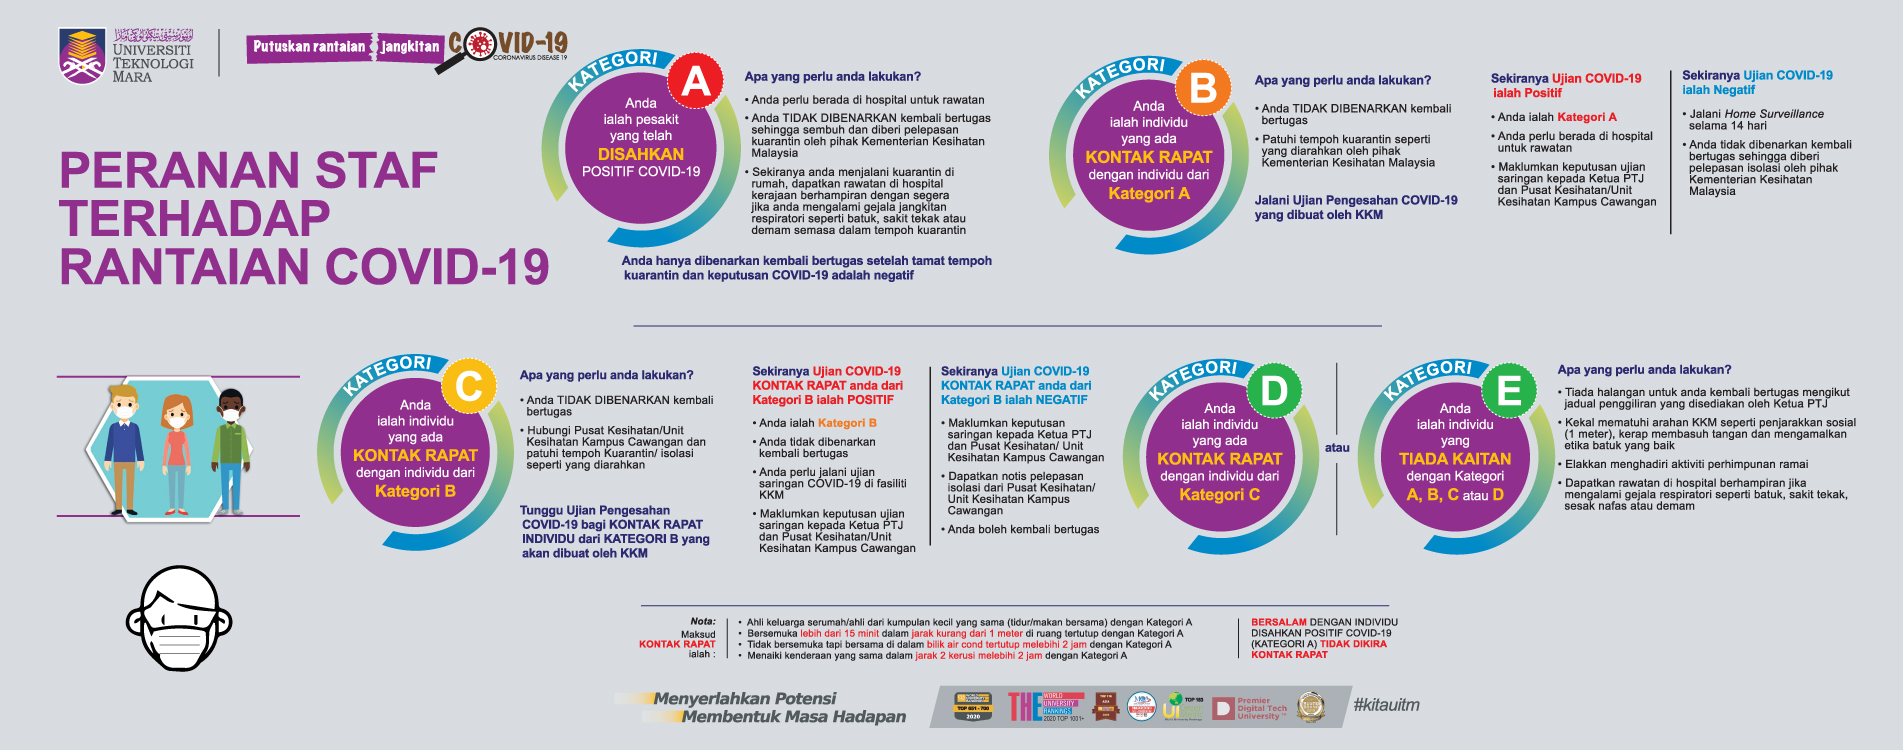 UNIVERSITI
TEKNOLOGI
MARA
Putuskan rantaian jangkitan
COVID-19
CORONAVIRUS DISEASE 19
PERANAN STAF
TERHADAP
RANTAIAN COVID-19
KATEGORI
A
Anda
ialah pesakit
yang telah
DISAHKAN
POSITIF COVID-19
Apa yang perlu anda lakukan?
• Anda perlu berada di hospital untuk rawatan
• Anda TIDAK DIBENARKAN kembali bertugas
sehingga sembuh dan diberi pelepasan
kuarantin oleh pihak Kementerian Kesihatan
Malaysia
• Sekiranya anda menjalani kuarantin di
rumah, dapatkan rawatan di hospital
kerajaan berhampiran dengan segera
jika anda mengalami gejala jangkitan
respiratori seperti batuk, sakit tekak atau
demam semasa dalam tempoh kuarantin
Anda hanya dibenarkan kembali bertugas setelah tamat tempoh
kuarantin dan keputusan COVID-19 adalah negatif
KATEGORI
B
Anda
ialah individu
yang ada
KONTAK RAPAT
dengan individu dari
Kategori A
Apa yang perlu anda lakukan?
• Anda TIDAK DIBENARKAN kembali
bertugas
• Patuhi tempoh kuarantin seperti
yang diarahkan oleh pihak
Kementerian Kesihatan Malaysia
Jalani Ujian Pengesahan COVID-19
yang dibuat oleh KKM
Sekiranya Ujian COVID-19
ialah Positif
• Anda ialah Kategori A
• Anda perlu berada di hospital
untuk rawatan
• Maklumkan keputusan ujian
saringan kepada Ketua PTJ
dan Pusat Kesihatan/Unit
Kesihatan Kampus Cawangan
Sekiranya Ujian COVID-19
ialah Negatif
• Jalani Home Surveillance
selama 14 hari
• Anda tidak dibenarkan kembali
bertugas sehingga diberi
pelepasan isolasi oleh pihak
Kementerian Kesihatan
Malaysia
KATEGORI
C
Anda
ialah individu
yang ada
KONTAK RAPAT
dengan individu dari
Kategori B
Apa yang perlu anda lakukan?
• Anda TIDAK DIBENARKAN kembali
bertugas
• Hubungi Pusat Kesihatan/Unit
Kesihatan Kampus Cawangan dan
patuhi tempoh Kuarantin/ isolasi
seperti yang diarahkan
Tunggu Ujian Pengesahan
COVID-19 bagi KONTAK RAPAT
INDIVIDU dari KATEGORI B yang
akan dibuat oleh KKM
Sekiranya Ujian COVID-19
KONTAK RAPAT anda dari
Kategori B ialah POSITIF
• Anda ialah Kategori B
• Anda tidak dibenarkan
kembali bertugas
• Anda perlu jalani ujian
saringan COVID-19 di fasiliti
KKM
• Maklumkan keputusan ujian
saringan kepada Ketua PTJ
dan Pusat Kesihatan/Unit
Kesihatan Kampus Cawangan
Sekiranya Ujian COVID-19
KONTAK RAPAT anda dari
Kategori B ialah NEGATIF
• Maklumkan keputusan
saringan kepada Ketua PTJ
dan Pusat Kesihatan/ Unit
Kesihatan Kampus Cawangan
• Dapatkan notis pelepasan
isolasi dari Pusat Kesihatan/
Unit Kesihatan Kampus
Cawangan
• Anda boleh kembali bertugas
KATEGORI
D
Anda
ialah individu
yang ada
KONTAK RAPAT
dengan individu dari
Kategori C
atau
KATEGORI
E
Anda
ialah individu
yang
TIADA KAITAN
dengan Kategori
A, B, C atau D
Apa yang perlu anda lakukan?
• Tiada halangan untuk anda kembali bertugas mengikut
jadual penggiliran yang disediakan oleh Ketua PTJ
• Kekal mematuhi arahan KKM seperti penjarakkan sosial
(1 meter), kerap membasuh tangan dan mengamalkan
etika batuk yang baik
• Elakkan menghadiri aktiviti perhimpunan ramai
• Dapatkan rawatan di hospital berhampiran jika
mengalami gejala respiratori seperti batuk, sakit tekak,
sesak nafas atau demam
Nota:
Maksud
KONTAK RAPAT
ialah :
• Ahli keluarga serumah/ahli dari kumpulan kecil yang sama (tidur/makan bersama) dengan Kategori A
• Bersemuka lebih dari 15 minit dalam jarak kurang dari 1 meter di ruang tertutup dengan Kategori A
• Tidak bersemuka tapi bersama di dalam bilik air cond tertutup melebihi 2 jam dengan Kategori A
• Menaiki kenderaan yang sama dalam jarak 2 kerusi melebihi 2 jam dengan Kategori A
BERSALAM DENGAN INDIVIDU
DISAHKAN POSITIF COVID-19
(KATEGORI A) TIDAK DIKIRA
KONTAK RAPAT
Menyerlahkan Potensi
Membentuk Masa Hadapan
TOP 651 - 700
2020
THE
WORLD
UNIVERSITY
RANKINGS
2020 TOP 1001+
UI
Premier
Digital Tech
University
#kitauitm